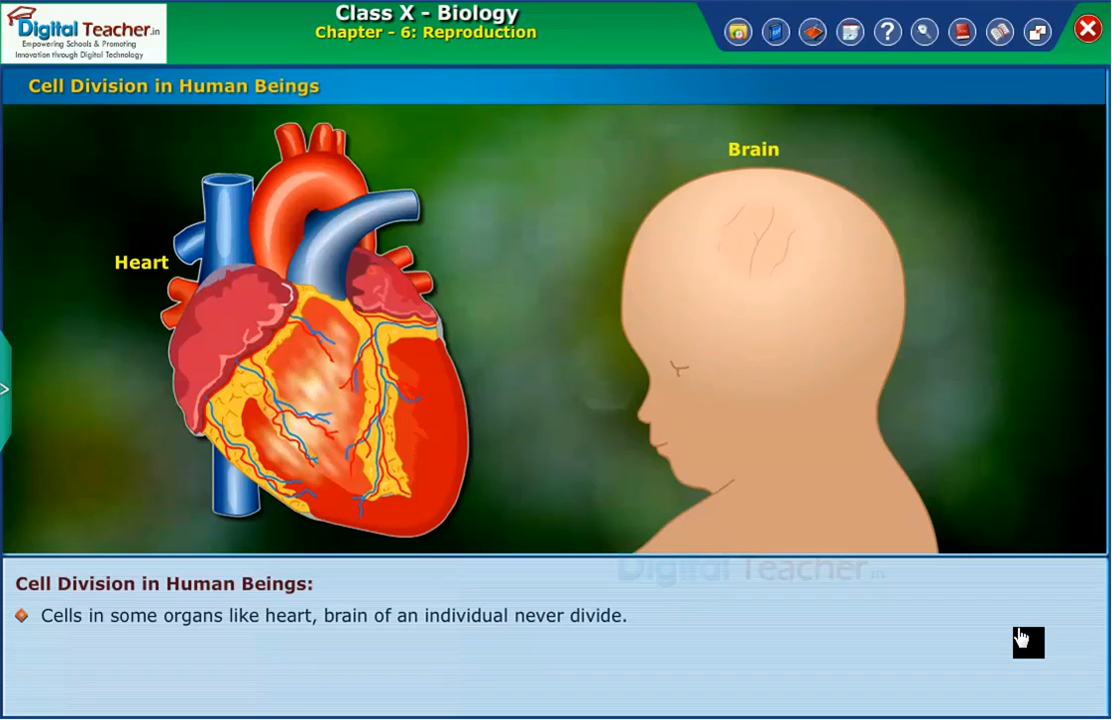 Digital Teacher.in
Empowering Schools & Promoting
Innovation through Digital Technology
Class X - Biology
Chapter - 6: Reproduction
Cell Division in Human Beings
Brain
Heart
Digital Teacher.in
Cell Division in Human Beings:
Cells in some organs like heart, brain of an individual never divide.